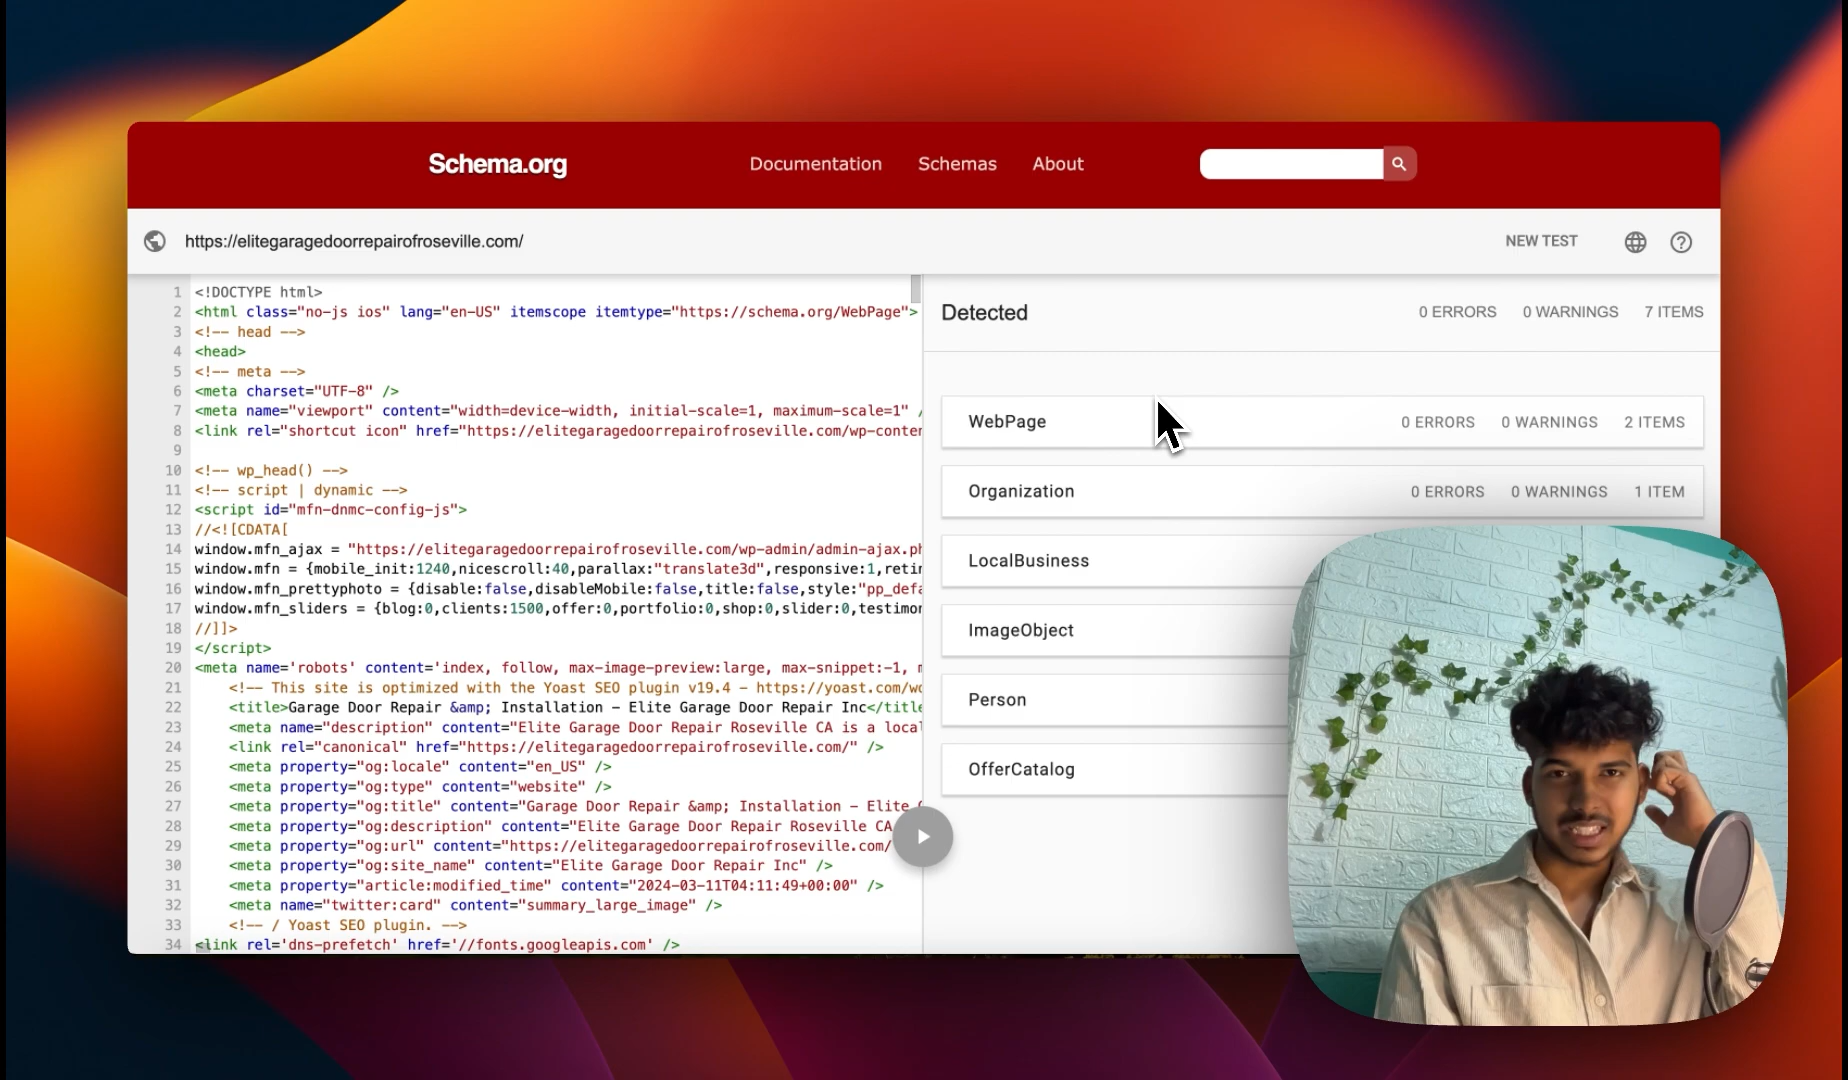 Schema.org
Documentation Schemas About
https://elitegaragedoorrepairofroseville.com/
NEW TEST
1 <!DOCTYPE html>
2 <html class="no-js ios" lang="en-US" itemscope itemtype="https://schema.org/WebPage">
3 <!-- head -->
4 <head>
5 <!-- meta -->
6 <meta charset="UTF-8" />
7 <meta name="viewport" content="width=device-width, initial-scale=1, maximum-scale=1" /
8 <link rel="shortcut icon" href="https://elitegaragedoorrepairofroseville.com/wp-conter
9
10 <!-- wp_head() -->
11 <!-- script | dynamic -->
12 <script id="mfn-dnmc-config-js">
13 //<![CDATA[
14 window.mfn_ajax = "https://elitegaragedoorrepairofroseville.com/wp-admin/admin-ajax.ph
15 window.mfn = {mobile_init:1240,nicescroll:40,parallax:"translate3d",responsive:1,retir
16 window.mfn_prettyphoto = {disable:false,disableMobile:false,title:false,style:"pp_defa
17 window.mfn_sliders = {blog:0,clients:1500,offer:0,portfolio:0,shop:0,slider:0,testimor
18 //]]>
19 </script>
20 <meta name='robots' content='index, follow, max-image-preview:large, max-snippet:-1, m
21 <!-- This site is optimized with the Yoast SEO plugin v19.4 - https://yoast.com/wo
22 <title>Garage Door Repair &amp; Installation - Elite Garage Door Repair Inc</title
23 <meta name="description" content="Elite Garage Door Repair Roseville CA is a local
24 <link rel="canonical" href="https://elitegaragedoorrepairofroseville.com/" />
25 <meta property="og:locale" content="en_US" />
26 <meta property="og:type" content="website" />
27 <meta property="og:title" content="Garage Door Repair &amp; Installation - Elite G
28 <meta property="og:description" content="Elite Garage Door Repair Roseville CA
29 <meta property="og:url" content="https://elitegaragedoorrepairofroseville.com/
30 <meta property="og:site_name" content="Elite Garage Door Repair Inc" />
31 <meta property="article:modified_time" content="2024-03-11T04:11:49+00:00" />
32 <meta name="twitter:card" content="summary_large_image" />
33 <!-- / Yoast SEO plugin. -->
34 <link rel='dns-prefetch' href='//fonts.googleapis.com' />
Detected 0 ERRORS 0 WARNINGS 7 ITEMS
WebPage 0 ERRORS 0 WARNINGS 2 ITEMS
Organization 0 ERRORS 0 WARNINGS 1 ITEM
LocalBusiness
ImageObject
Person
OfferCatalog